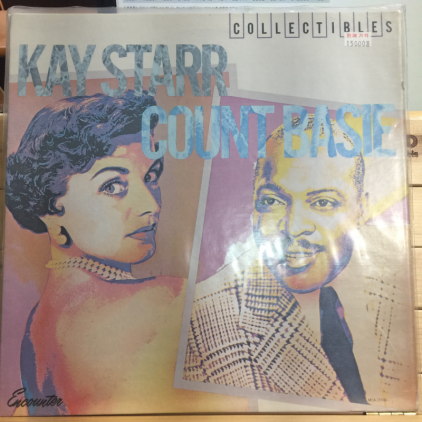 COLLECTIBLES
KAY STARR
COUNT BASIE
Encounter